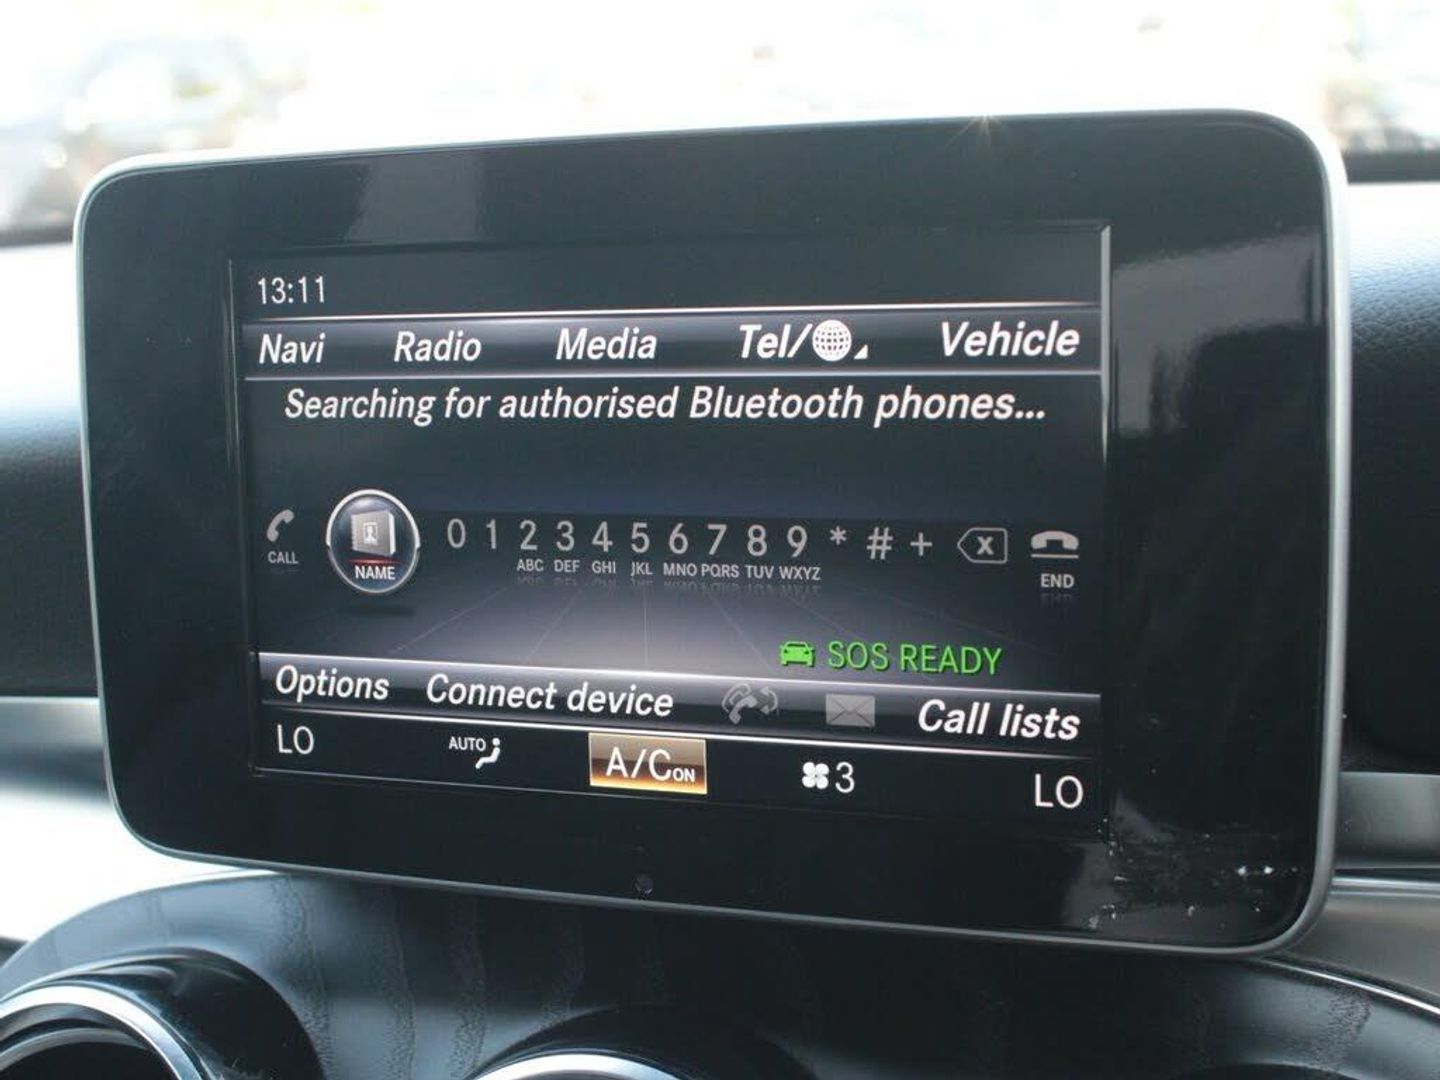 13:11
Navi Radio Media Tel/ Vehicle
Searching for authorised Bluetooth phones...
0 1 2 3 4 5 6 7 8 9 * # + X
CALL NAME ABC DEF GHI JKL MNO PQRS TUV WXYZ END
SOS READY
Options Connect device Call lists
LO AUTO A/C ON 3 LO